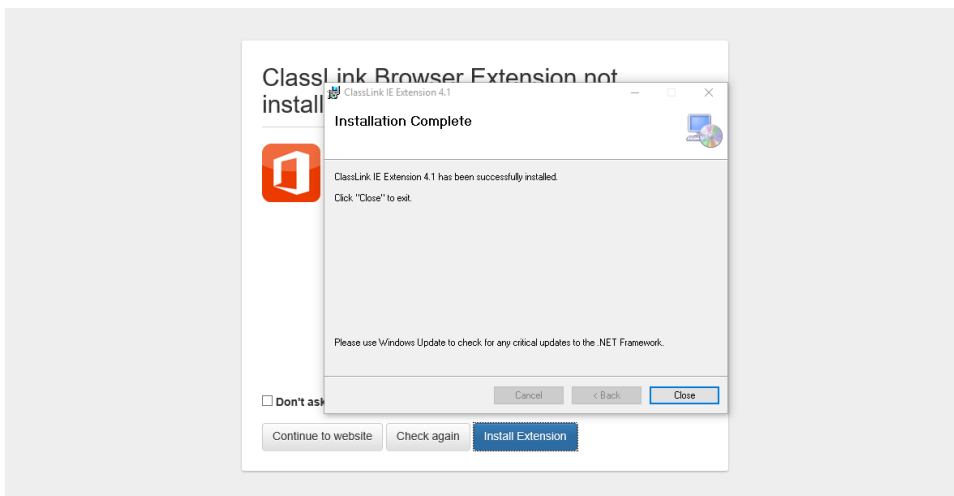 ClassLink Browser Extension not
install
ClassLink IE Extension 4.1
Installation Complete
ClassLink IE Extension 4.1 has been successfully installed.
Click "Close" to exit.
Please use Windows Update to check for any critical updates to the .NET Framework.
Cancel
< Back
Close
Don't ask
Continue to website
Check again
Install Extension